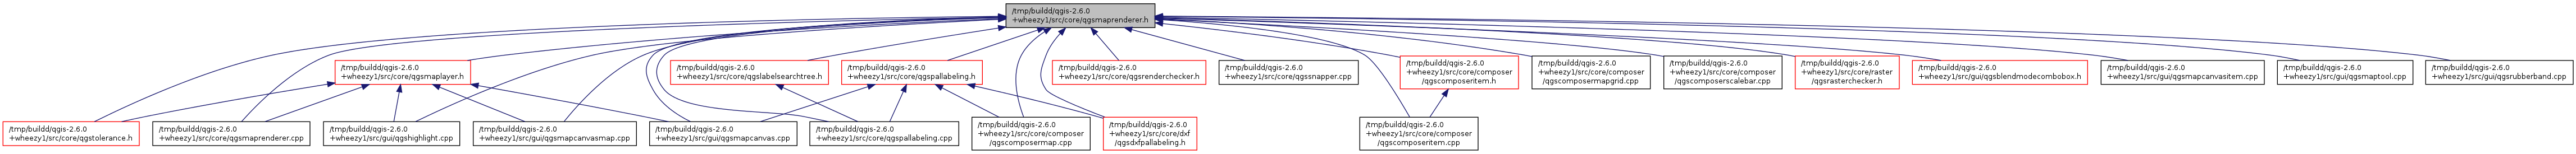 /tmp/buildd/qgis-2.6.0
+wheezy1/src/core/qgsmaprenderer.h
/tmp/buildd/qgis-2.6.0
+wheezy1/src/core/qgsmaplayer.h
/tmp/buildd/qgis-2.6.0
+wheezy1/src/core/qgslabelsearchtree.h
/tmp/buildd/qgis-2.6.0
+wheezy1/src/core/qgspallabeling.h
/tmp/buildd/qgis-2.6.0
+wheezy1/src/core/qgsrenderchecker.h
/tmp/buildd/qgis-2.6.0
+wheezy1/src/core/qgssnapper.cpp
/tmp/buildd/qgis-2.6.0
+wheezy1/src/core/composer
/qgscomposeritem.h
/tmp/buildd/qgis-2.6.0
+wheezy1/src/core/composer
/qgscomposermapgrid.cpp
/tmp/buildd/qgis-2.6.0
+wheezy1/src/core/composer
/qgscomposerscalebar.cpp
/tmp/buildd/qgis-2.6.0
+wheezy1/src/core/raster
/qgsrasterchecker.h
/tmp/buildd/qgis-2.6.0
+wheezy1/src/gui/qgsblendmodecombobox.h
/tmp/buildd/qgis-2.6.0
+wheezy1/src/gui/qgsmapcanvasitem.cpp
/tmp/buildd/qgis-2.6.0
+wheezy1/src/gui/qgsmaptool.cpp
/tmp/buildd/qgis-2.6.0
+wheezy1/src/gui/qgsrubberband.cpp
/tmp/buildd/qgis-2.6.0
+wheezy1/src/core/qgstolerance.h
/tmp/buildd/qgis-2.6.0
+wheezy1/src/core/qgsmaprenderer.cpp
/tmp/buildd/qgis-2.6.0
+wheezy1/src/gui/qgshighlight.cpp
/tmp/buildd/qgis-2.6.0
+wheezy1/src/gui/qgsmapcanvasmap.cpp
/tmp/buildd/qgis-2.6.0
+wheezy1/src/gui/qgsmapcanvas.cpp
/tmp/buildd/qgis-2.6.0
+wheezy1/src/core/qgspallabeling.cpp
/tmp/buildd/qgis-2.6.0
+wheezy1/src/core/composer
/qgscomposermap.cpp
/tmp/buildd/qgis-2.6.0
+wheezy1/src/core/dxf
/qgsdxfpallabeling.h
/tmp/buildd/qgis-2.6.0
+wheezy1/src/core/composer
/qgscomposeritem.cpp